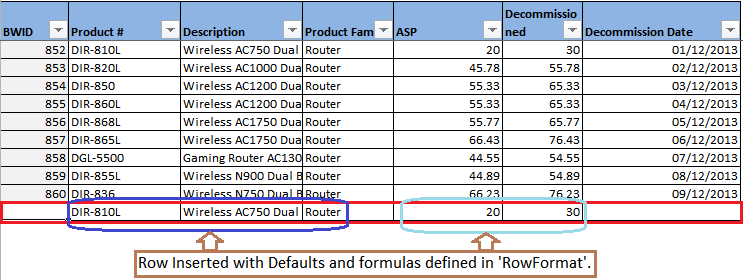 BWID Product # Description Product Fam ASP Decommissio ned Decommission Date
852 DIR-810L Wireless AC750 Dual Router 20 30 01/12/2013
853 DIR-820L Wireless AC1000 Dua Router 45.78 55.78 02/12/2013
854 DIR-850 Wireless AC1200 Dua Router 55.33 65.33 03/12/2013
855 DIR-860L Wireless AC1200 Dua Router 55.33 65.33 04/12/2013
856 DIR-868L Wireless AC1750 Dua Router 55.77 65.77 05/12/2013
857 DIR-865L Wireless AC1750 Dua Router 66.43 76.43 06/12/2013
858 DGL-5500 Gaming Router AC130 Router 44.55 54.55 07/12/2013
859 DIR-855L Wireless N900 Dual B Router 44.89 54.89 08/12/2013
860 DIR-836 Wireless N750 Dual B Router 66.23 76.23 09/12/2013
DIR-810L Wireless AC750 Dual Router 20 30
Row Inserted with Defaults and formulas defined in 'RowFormat'.